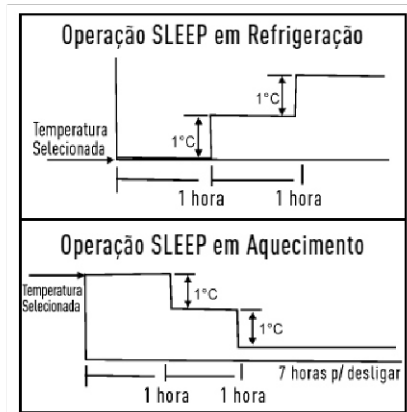 Operação SLEEP em Refrigeração
1°C
1°C
Temperatura
Selecionada
1 hora
1 hora
Operação SLEEP em Aquecimento
Temperatura
Selecionada
1°C
1°C
7 horas p/ desligar
1 hora
1 hora